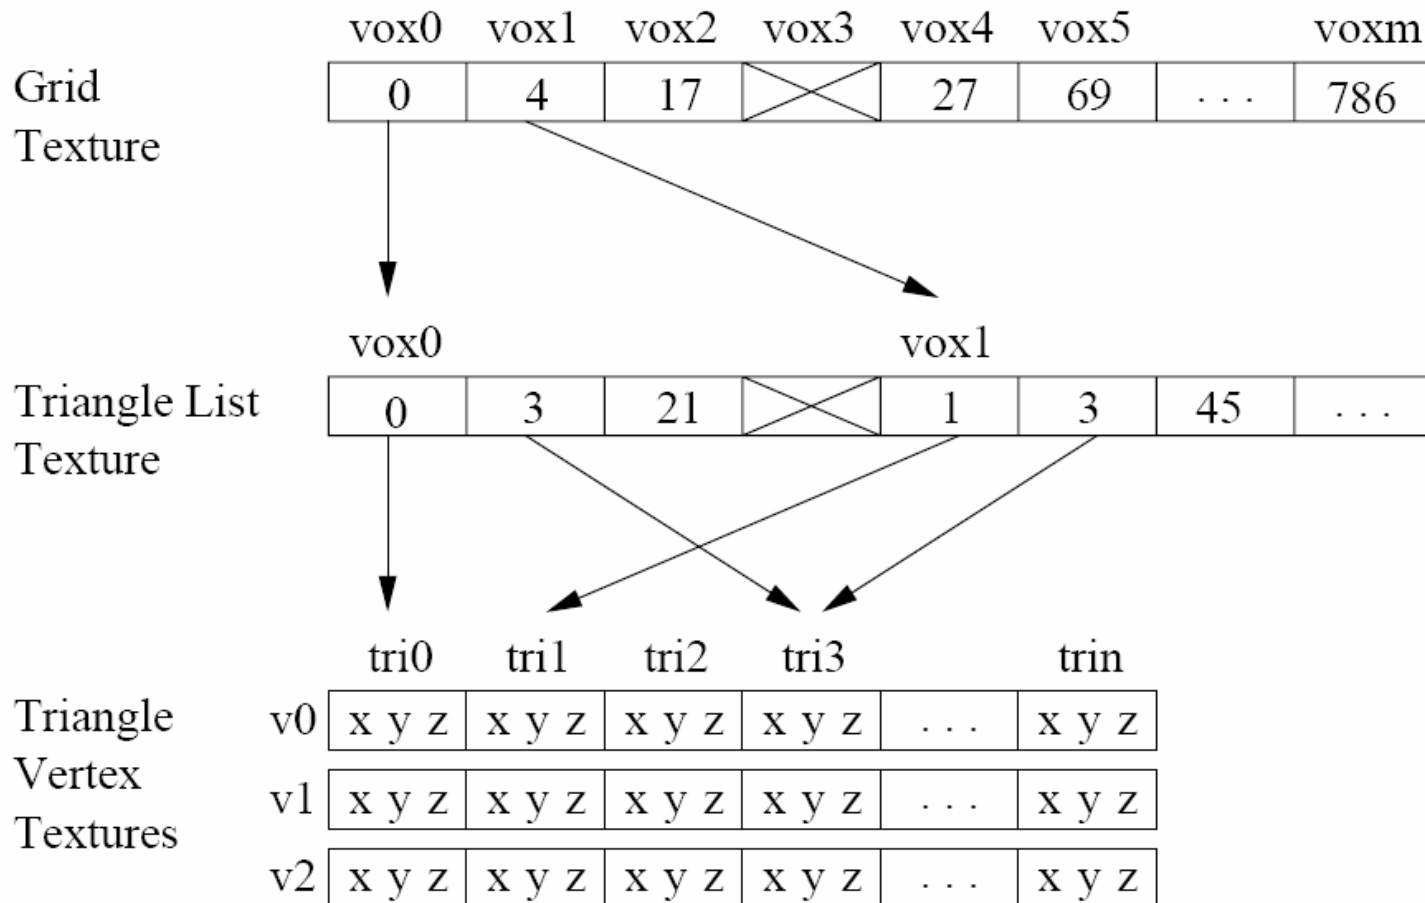 vox0 vox1 vox2 vox3 vox4 vox5 voxm
Grid
Texture
0 4 17 27 69 . . . 786
vox0 vox1
Triangle List
Texture
0 3 21 1 3 45 . . .
tri0 tri1 tri2 tri3 trin
Triangle
Vertex
Textures
v0 x y z x y z x y z x y z . . . x y z
v1 x y z x y z x y z x y z . . . x y z
v2 x y z x y z x y z x y z . . . x y z